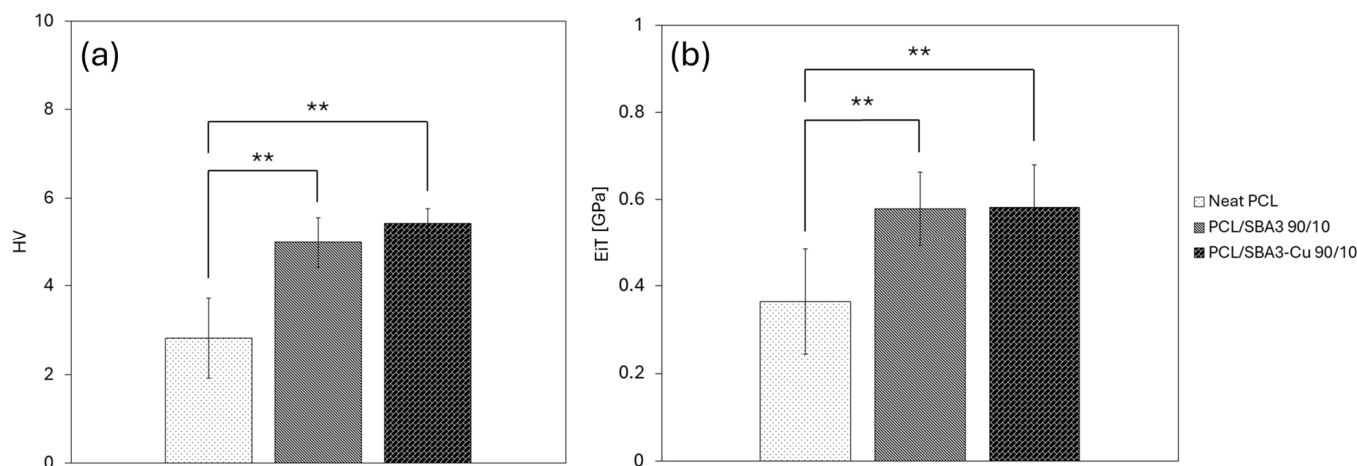 (a)
10
8
6
4
2
0
HV
**
**
(b)
1
0.8
0.6
0.4
0.2
0
EiT [GPa]
**
**
Neat PCL
PCL/SBA3 90/10
PCL/SBA3-Cu 90/10